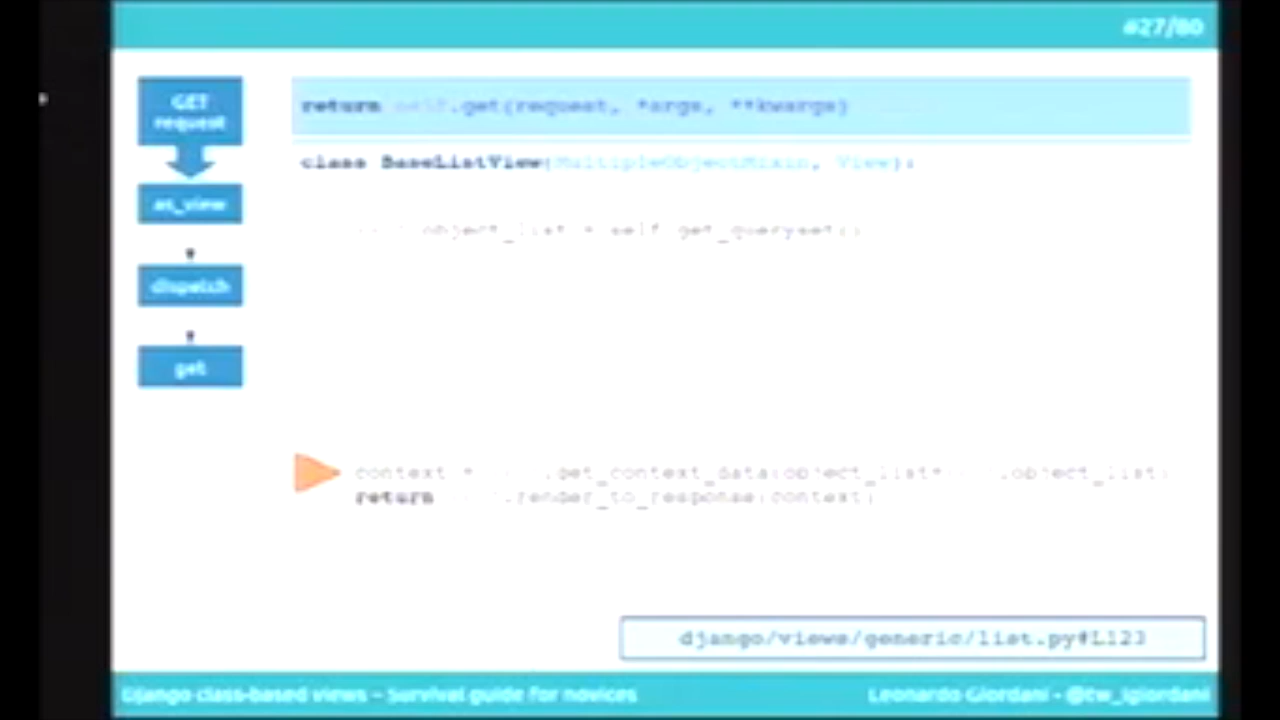 #27/80
GET
request
as_view
dispatch
get
return self.get(request, *args, **kwargs)
class BaseListView(MultipleObjectMixin, View):
object_list = self.get_queryset()
context = .get_context_data(object_list= .object_list)
return .render_to_response(context)
django/views/generic/list.py#L123
Django class-based views – Survival guide for novices
Leonardo Giordani - @tw_lgiordani